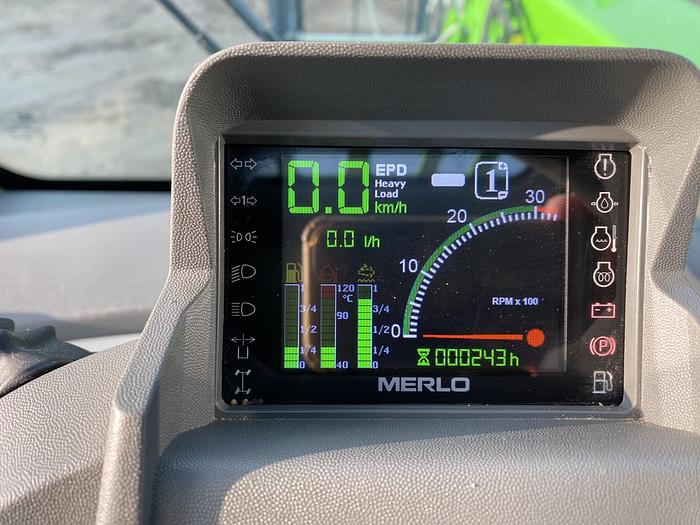 0.0 EPD
Heavy
Load
km/h
1
0.0 l/h
30
20
10
0
1 120 1
°C
3/4 90 3/4
1/2 1/2
1/4 1/4
0 40 0
RPM x 100
000243 h
MERLO
1
P